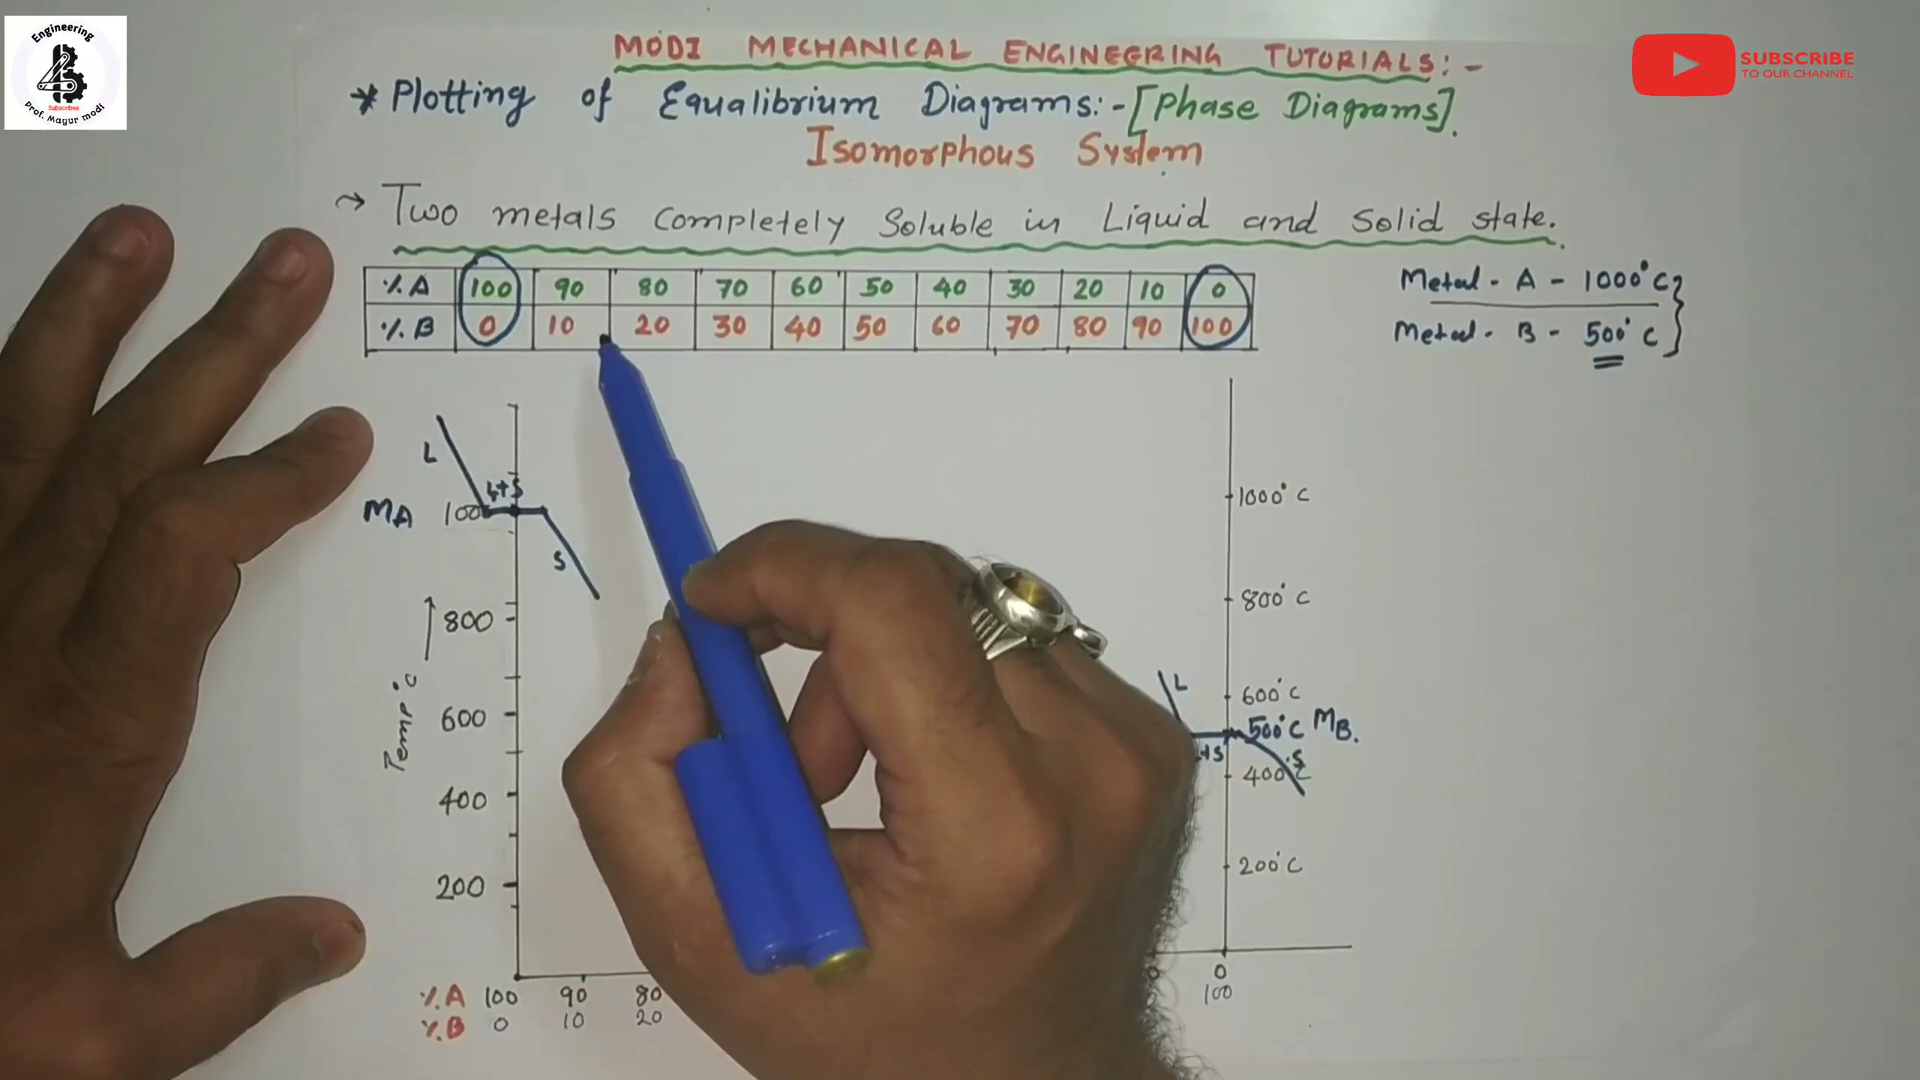 Engineering
Subscribes
Prof. Mayur modi
MODI MECHANICAL ENGINEERING TUTORIALS:-
SUBSCRIBE
TO OUR CHANNEL
* Plotting of Equalibrium Diagrams:-[Phase Diagrams].
Isomorphous System
→ Two metals completely Soluble in Liquid and Solid state.
%A 100 90 80 70 60 50 40 30 20 10 0
%B 0 10 20 30 40 50 60 70 80 90 100
Metal - A - 1000°C
Metal - B - 500°C
L
L+S
MA 100
S
800
600
400
200
Temp °C
1000°C
800°C
600°C
500°C MB.
400°C
200°C
L
+S
S
%A 100 90 80 0
%B 0 10 20 100